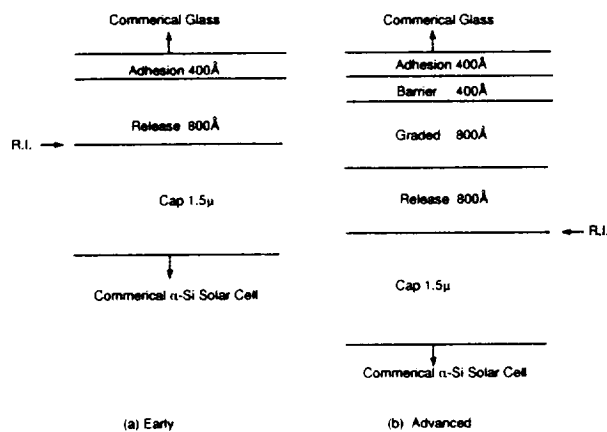 Commerical Glass
Adhesion 400Å
Release 800Å
R.I.
Cap 1.5μ
Commerical α-Si Solar Cell
(a) Early
Commerical Glass
Adhesion 400Å
Barrier 400Å
Graded 800Å
Release 800Å
R.I.
Cap 1.5μ
Commerical α-Si Solar Cell
(b) Advanced